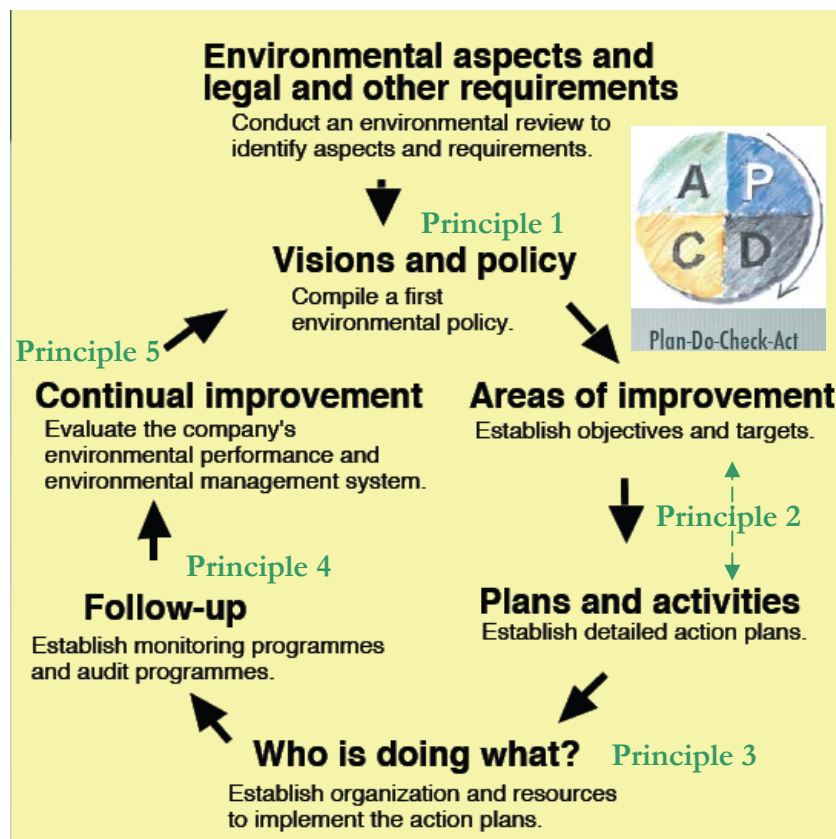 Environmental aspects and
legal and other requirements
Conduct an environmental review to
identify aspects and requirements.
A P
C D
Plan-Do-Check-Act
Principle 1
Visions and policy
Compile a first
environmental policy.
Principle 5
Continual improvement
Evaluate the company's
environmental performance and
environmental management system.
Areas of improvement
Establish objectives and targets.
Principle 2
Principle 4
Follow-up
Establish monitoring programmes
and audit programmes.
Plans and activities
Establish detailed action plans.
Who is doing what?
Principle 3
Establish organization and resources
to implement the action plans.